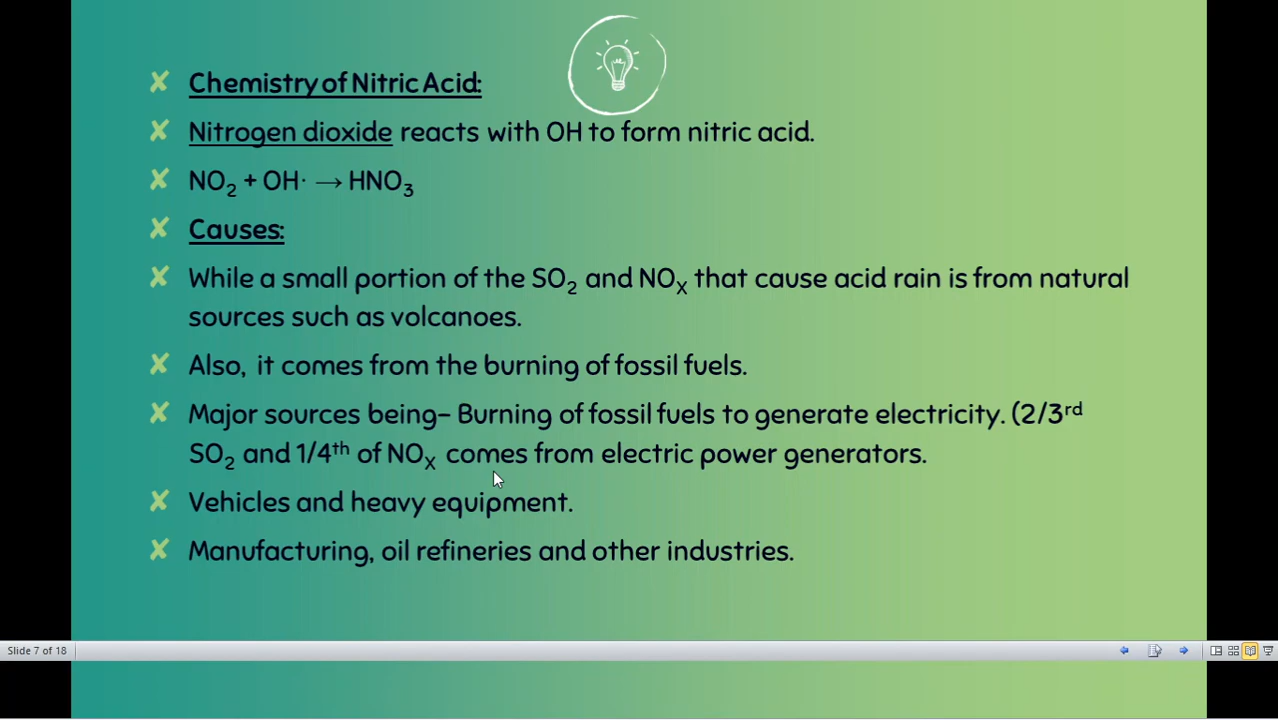 ✘ Chemistry of Nitric Acid:
✘ Nitrogen dioxide reacts with OH to form nitric acid.
✘ NO₂ + OH· → HNO₃
✘ Causes:
✘ While a small portion of the SO₂ and NOₓ that cause acid rain is from natural
sources such as volcanoes.
✘ Also, it comes from the burning of fossil fuels.
✘ Major sources being– Burning of fossil fuels to generate electricity. (2/3ʳᵈ
SO₂ and 1/4ᵗʰ of NOₓ comes from electric power generators.
✘ Vehicles and heavy equipment.
✘ Manufacturing, oil refineries and other industries.
Slide 7 of 18